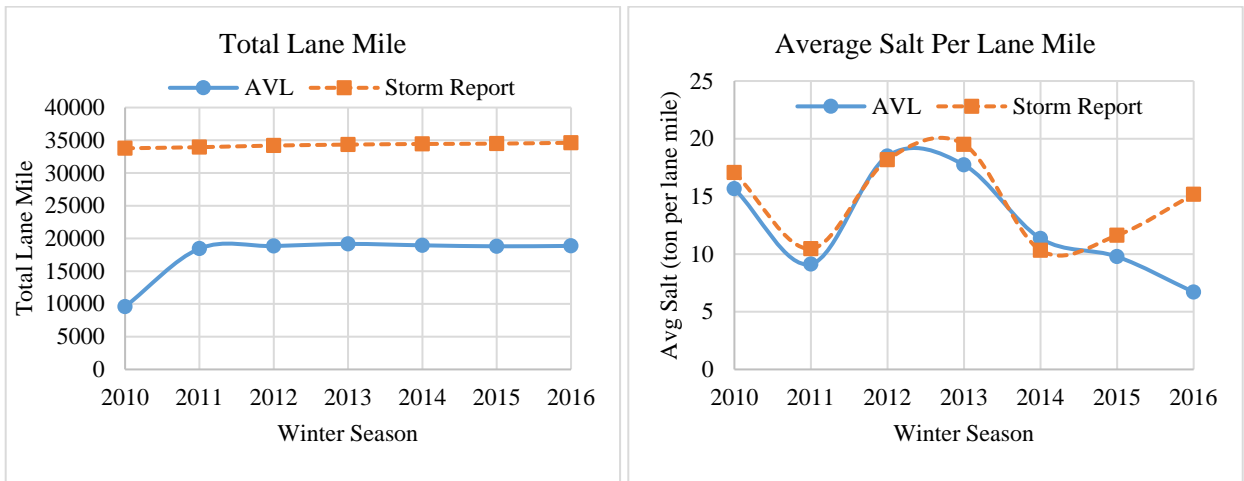 Total Lane Mile
AVL Storm Report
40000
35000
30000
25000
20000
15000
10000
5000
0
Total Lane Mile
2010 2011 2012 2013 2014 2015 2016
Winter Season
Average Salt Per Lane Mile
AVL Storm Report
25
20
15
10
5
0
Avg Salt (ton per lane mile)
2010 2011 2012 2013 2014 2015 2016
Winter Season